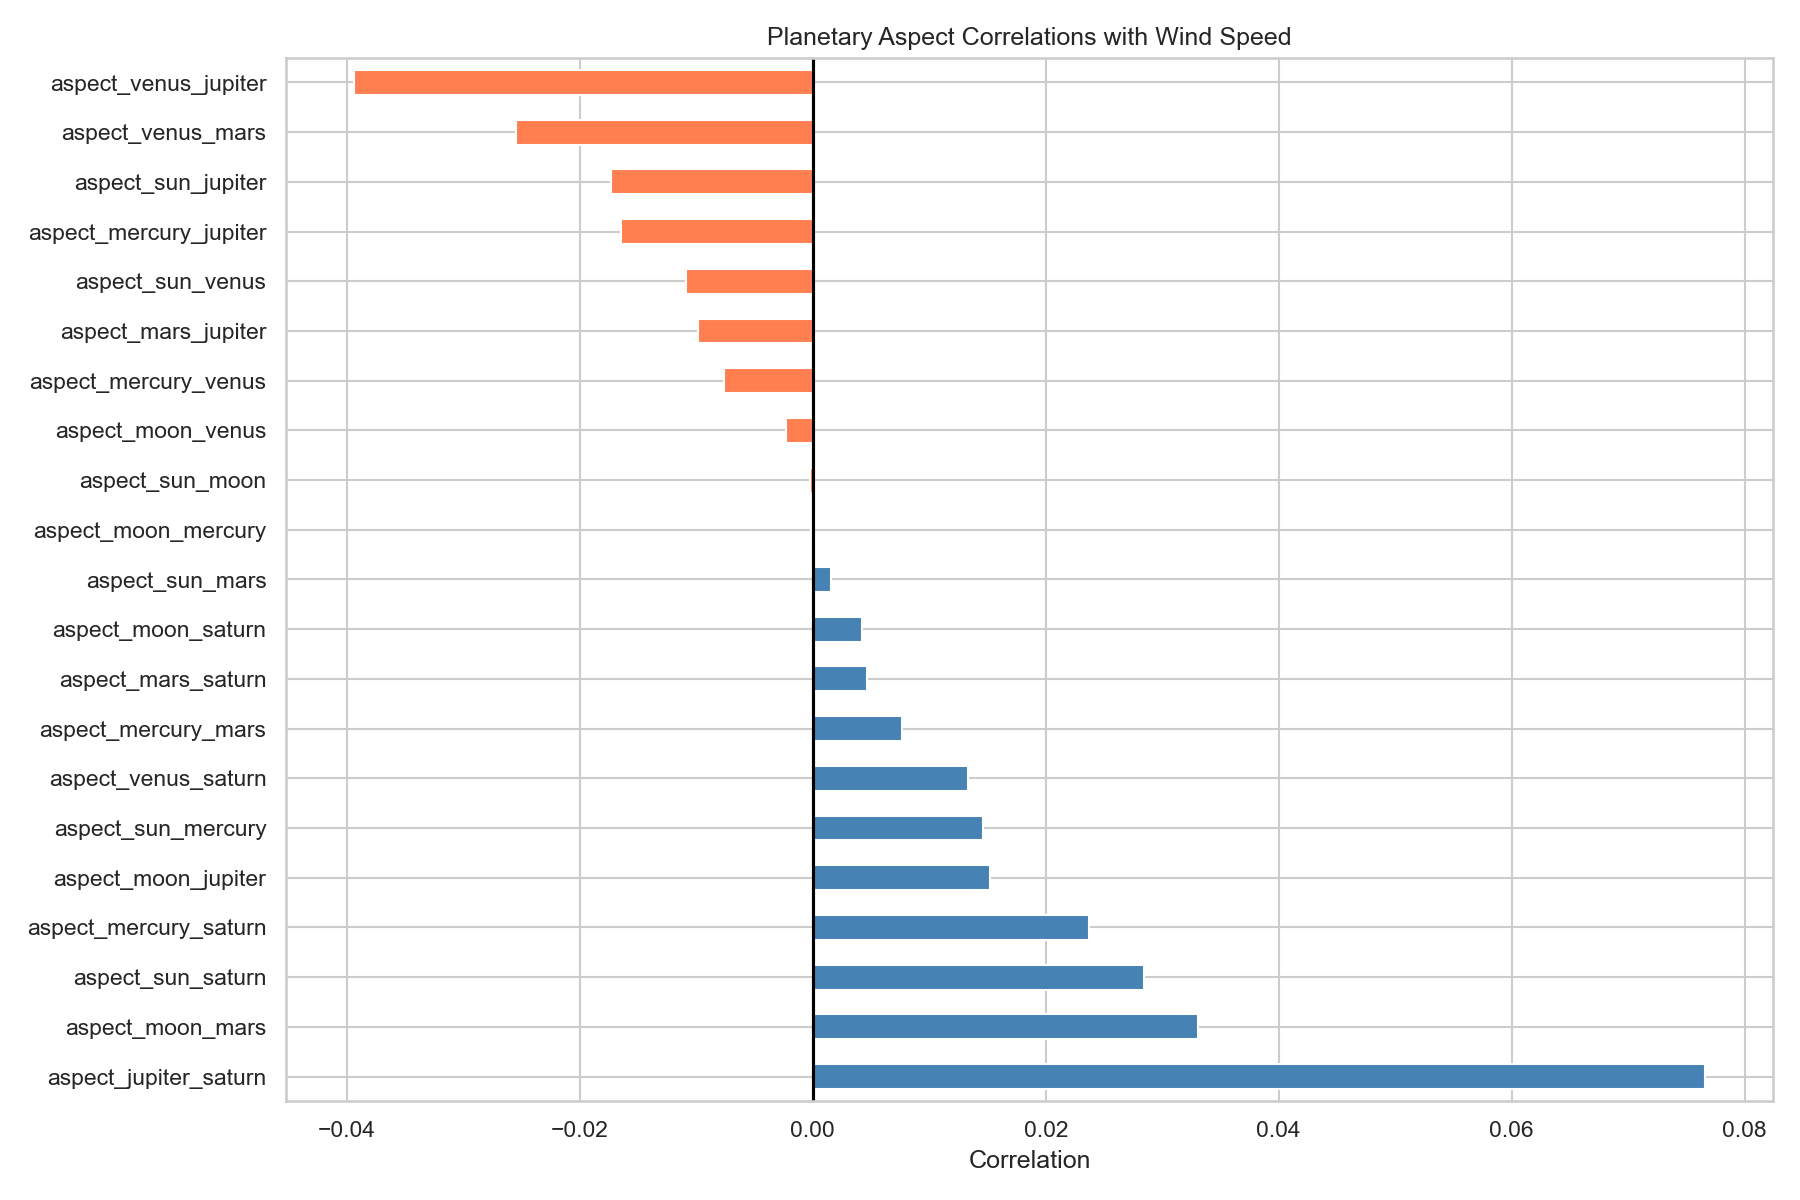 Planetary Aspect Correlations with Wind Speed
aspect_venus_jupiter
aspect_venus_mars
aspect_sun_jupiter
aspect_mercury_jupiter
aspect_sun_venus
aspect_mars_jupiter
aspect_mercury_venus
aspect_moon_venus
aspect_sun_moon
aspect_moon_mercury
aspect_sun_mars
aspect_moon_saturn
aspect_mars_saturn
aspect_mercury_mars
aspect_venus_saturn
aspect_sun_mercury
aspect_moon_jupiter
aspect_mercury_saturn
aspect_sun_saturn
aspect_moon_mars
aspect_jupiter_saturn
−0.04 −0.02 0.00 0.02 0.04 0.06 0.08
Correlation